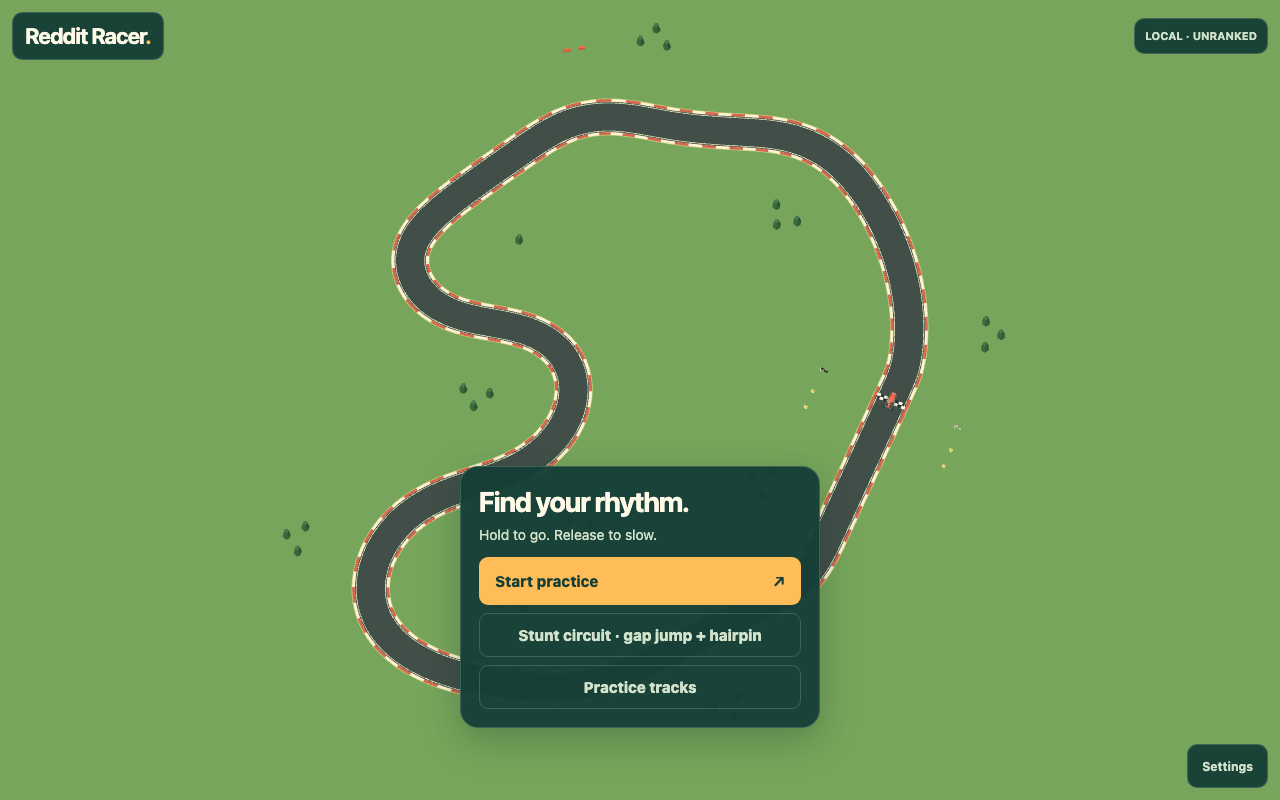 Reddit Racer.
LOCAL · UNRANKED
Find your rhythm.
Hold to go. Release to slow.
Start practice
Stunt circuit · gap jump + hairpin
Practice tracks
Settings